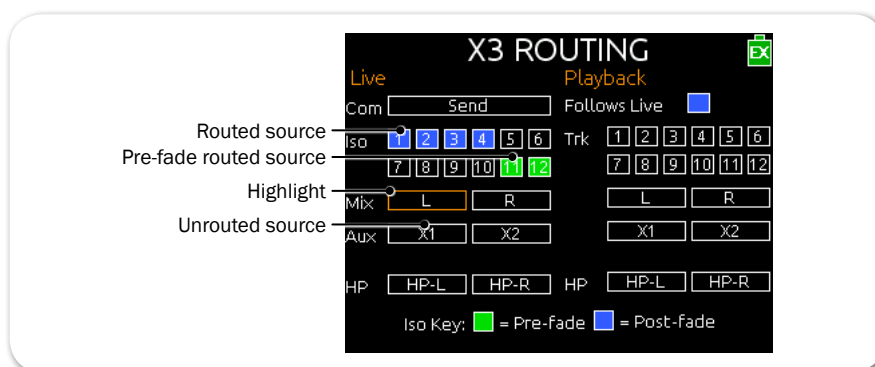 X3 ROUTING
EX
Live
Playback
Com Send
Follows Live
Routed source
Iso 1 2 3 4 5 6
Trk 1 2 3 4 5 6
Pre-fade routed source
7 8 9 10 11 12
7 8 9 10 11 12
Highlight
Mix L R
L R
Unrouted source
Aux X1 X2
X1 X2
HP HP-L HP-R
HP HP-L HP-R
Iso Key: = Pre-fade = Post-fade